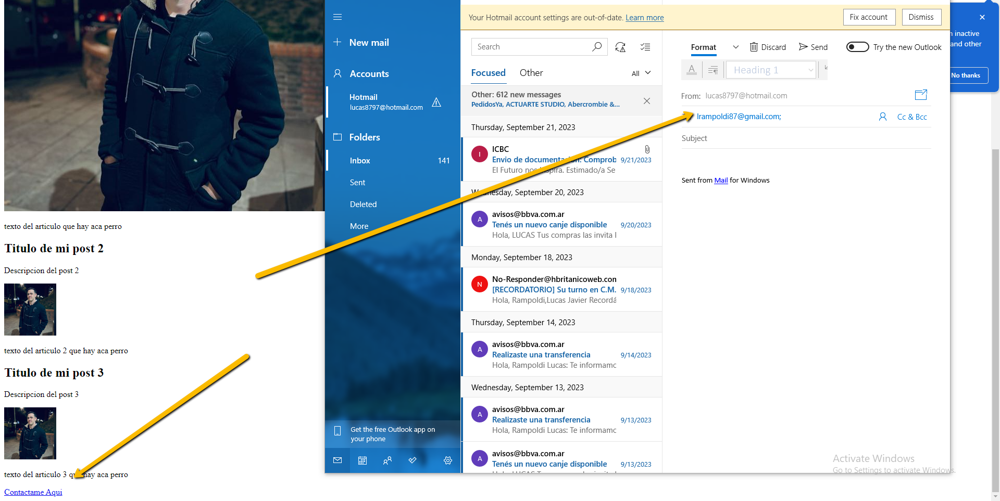 texto del articulo que hay aca perro
Titulo de mi post 2
Descripcion del post 2
texto del articulo 2 que hay aca perro
Titulo de mi post 3
Descripcion del post 3
texto del articulo 3 que hay aca perro
Contactame Aqui
New mail
Accounts
Hotmail
lucas8797@hotmail.com
Folders
Inbox 141
Sent
Deleted
More
Get the free Outlook app on
your phone
Your Hotmail account settings are out-of-date. Learn more
Fix account
Dismiss
Search
Focused Other All
Other: 612 new messages
PedidosYa, ACTUARTE STUDIO, Abercrombie &...
Thursday, September 21, 2023
I
ICBC
Envio de documentación: Comprob 9/21/2023
El Futuro nos inspira. Estimado/a Se
Wednesday, September 20, 2023
A
avisos@bbva.com.ar
Tenés un nuevo canje disponible 9/20/2023
Hola, LUCAS Tus compras las invita
Monday, September 18, 2023
N
No-Responder@hbritanicoweb.con
[RECORDATORIO] Su turno en C.M. 9/18/2023
Hola, Rampoldi,Lucas Javier Recordá
Thursday, September 14, 2023
A
avisos@bbva.com.ar
Realizaste una transferencia 9/14/2023
Hola, Rampoldi Lucas: Te informamo
Wednesday, September 13, 2023
A
avisos@bbva.com.ar
Realizaste una transferencia 9/13/2023
Hola, Rampoldi Lucas: Te informamo
A
avisos@bbva.com.ar
Tenés un nuevo canje disponible 9/13/2023
Format Discard Send Try the new Outlook
A Heading 1
From: lucas8797@hotmail.com
lrampoldi87@gmail.com; Cc & Bcc
Subject
Sent from Mail for Windows
inactive
and other
No thanks
Activate Windows
Go to Settings to activate Windows.